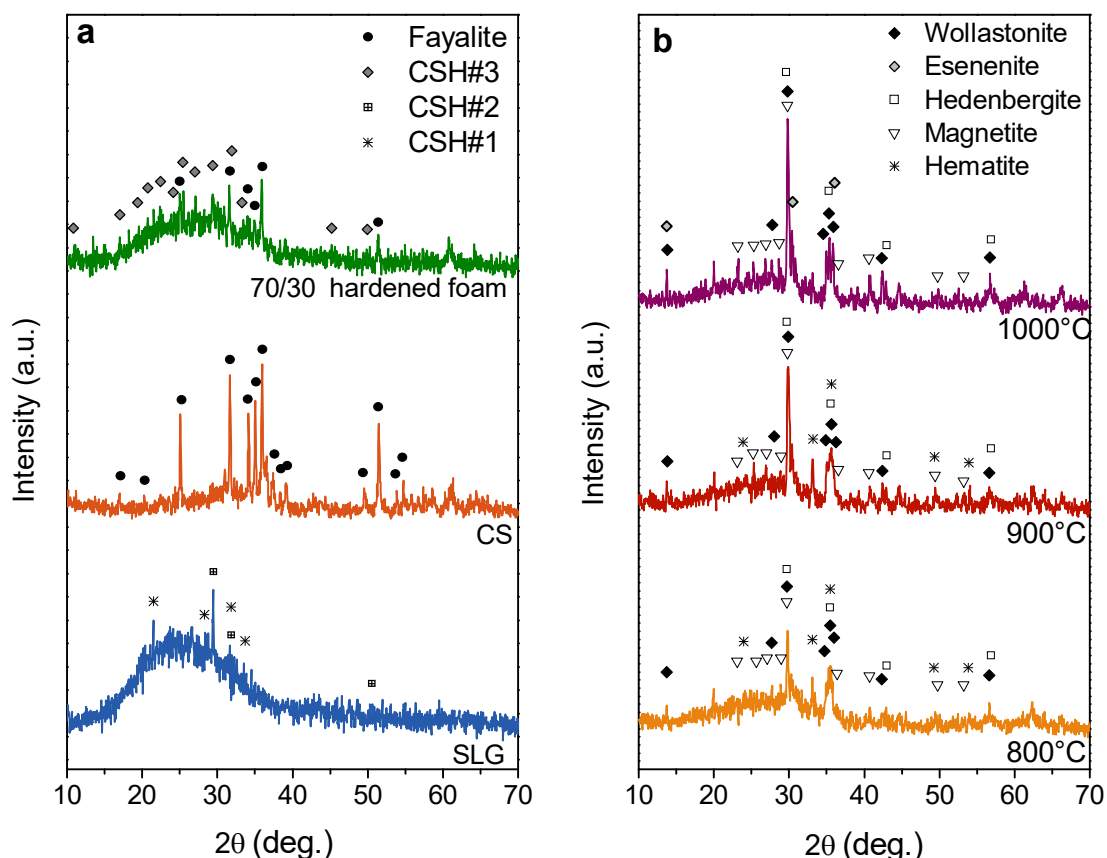 a
Fayalite
CSH#3
CSH#2
CSH#1
70/30 hardened foam
CS
SLG
Intensity (a.u.)
10 20 30 40 50 60 70
2θ (deg.)
b
Wollastonite
Esenenite
Hedenbergite
Magnetite
Hematite
1000°C
900°C
800°C
Intensity (a.u.)
10 20 30 40 50 60 70
2θ (deg.)